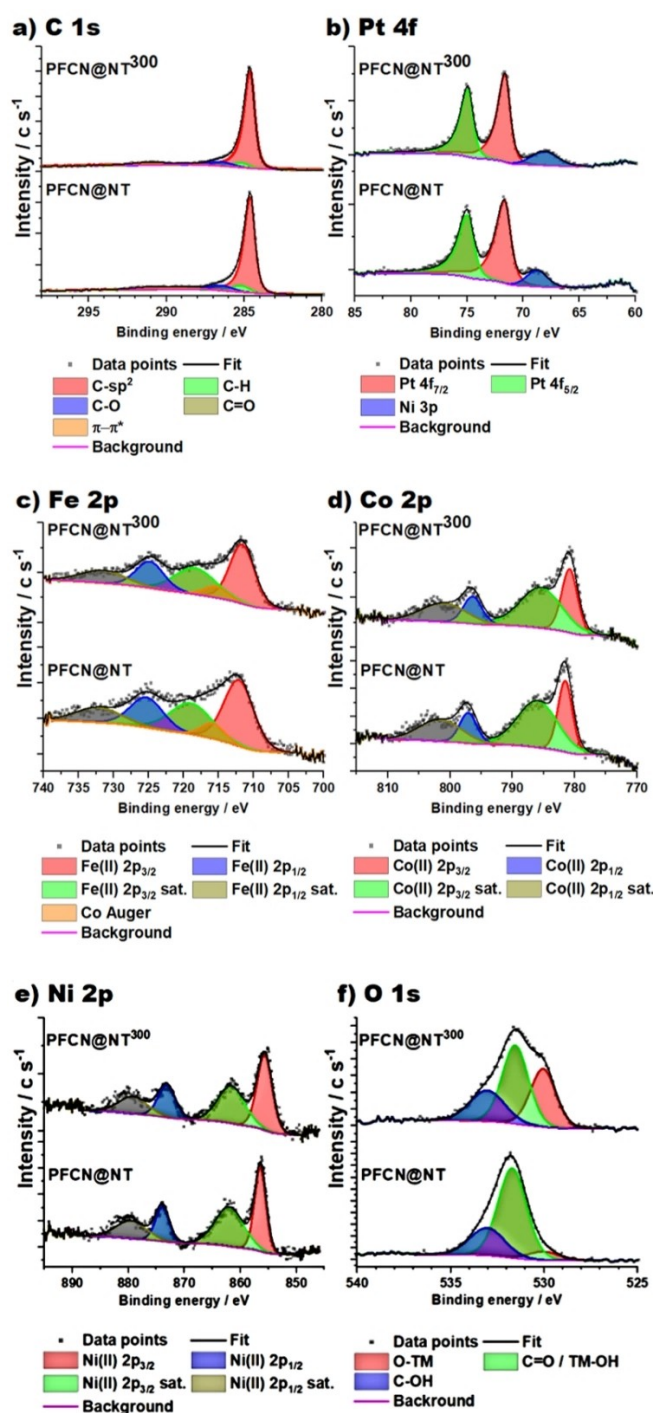 a) C 1s
PFCN@NT³⁰⁰
PFCN@NT
Intensity / c s⁻¹
295 290 285 280
Binding energy / eV
Data points Fit
C-sp² C-H
C-O C=O
π–π*
Background
b) Pt 4f
PFCN@NT³⁰⁰
PFCN@NT
Intensity / c s⁻¹
85 80 75 70 65 60
Binding energy / eV
Data points Fit
Pt 4f₇/₂ Pt 4f₅/₂
Ni 3p
Background
c) Fe 2p
PFCN@NT³⁰⁰
PFCN@NT
Intensity / c s⁻¹
740 730 720 710 700
Binding energy / eV
Data points Fit
Fe(II) 2p₃/₂ Fe(II) 2p₁/₂
Fe(II) 2p₃/₂ sat. Fe(II) 2p₁/₂ sat.
Co Auger
Background
d) Co 2p
PFCN@NT³⁰⁰
PFCN@NT
Intensity / c s⁻¹
810 800 790 780 770
Binding energy / eV
Data points Fit
Co(II) 2p₃/₂ Co(II) 2p₁/₂
Co(II) 2p₃/₂ sat. Co(II) 2p₁/₂ sat.
Background
e) Ni 2p
PFCN@NT³⁰⁰
PFCN@NT
Intensity / c s⁻¹
890 880 870 860 850
Binding energy / eV
Data points Fit
Ni(II) 2p₃/₂ Ni(II) 2p₁/₂
Ni(II) 2p₃/₂ sat. Ni(II) 2p₁/₂ sat.
Background
f) O 1s
PFCN@NT³⁰⁰
PFCN@NT
Intensity / c s⁻¹
540 535 530 525
Binding energy / eV
Data points Fit
O-TM C=O / TM-OH
C-OH
Backround